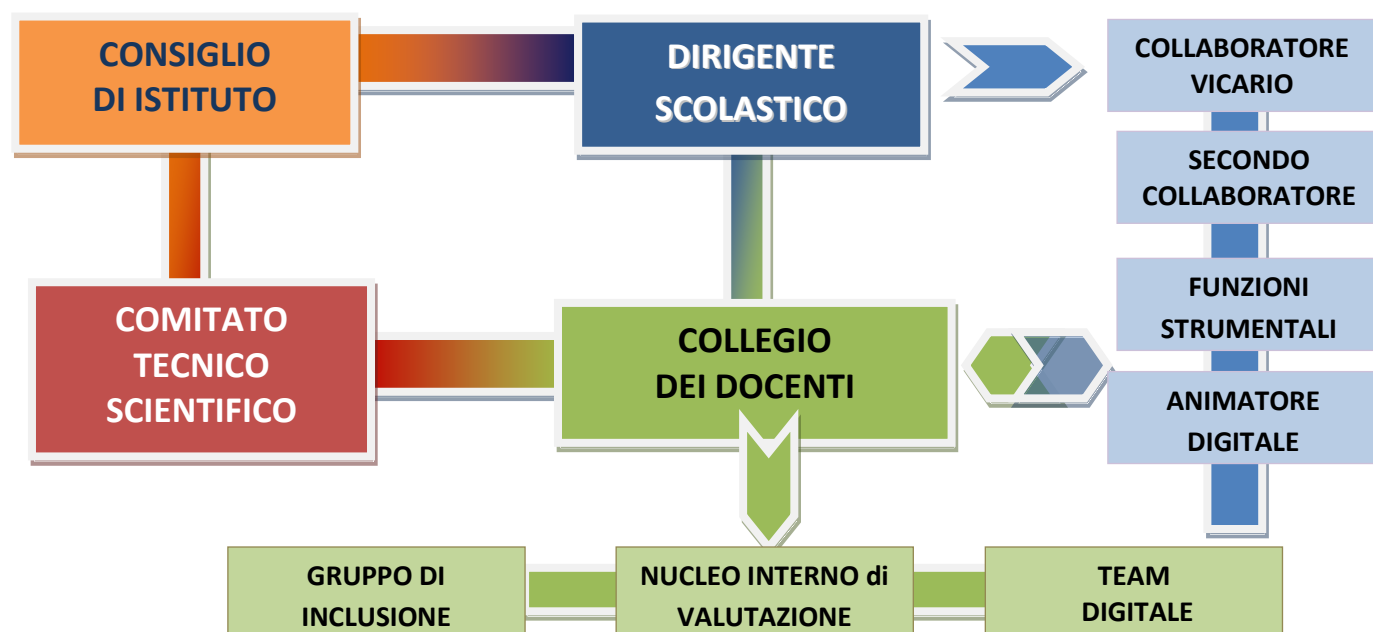 CONSIGLIO
DI ISTITUTO
DIRIGENTE
SCOLASTICO
COLLABORATORE
VICARIO
SECONDO
COLLABORATORE
COMITATO
TECNICO
SCIENTIFICO
COLLEGIO
DEI DOCENTI
FUNZIONI
STRUMENTALI
ANIMATORE
DIGITALE
GRUPPO DI
INCLUSIONE
NUCLEO INTERNO di
VALUTAZIONE
TEAM
DIGITALE